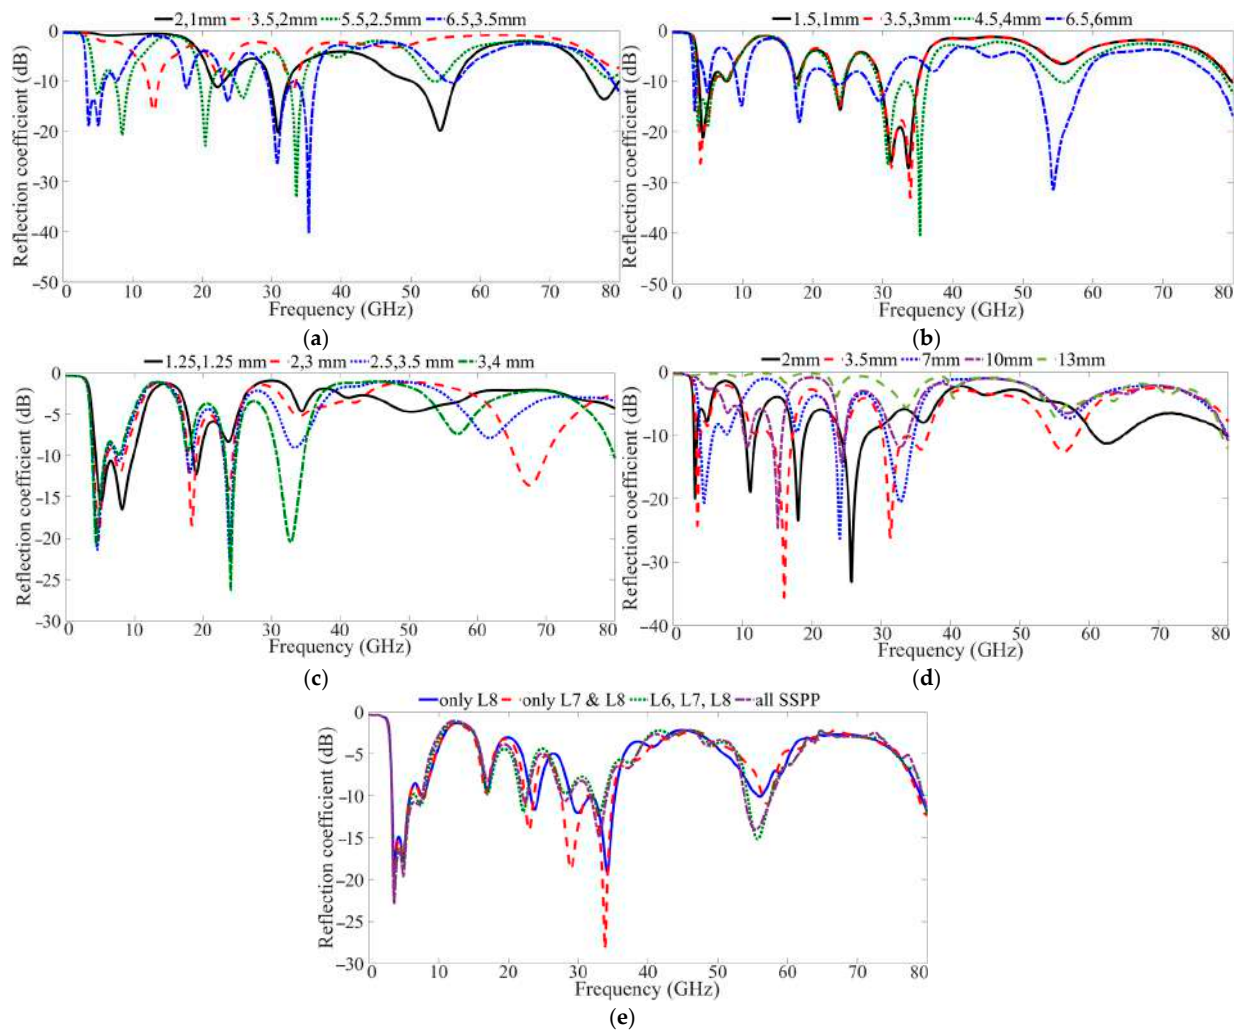 2,1mm 3.5,2mm 5.5,2.5mm 6.5,3.5mm
Reflection coefficient (dB)
0
−10
−20
−30
−40
−50
0 10 20 30 40 50 60 70 80
Frequency (GHz)
(a)
1.5,1mm 3.5,3mm 4.5,4mm 6.5,6mm
Reflection coefficient (dB)
0
−10
−20
−30
−40
−50
0 10 20 30 40 50 60 70 80
Frequency (GHz)
(b)
1.25,1.25 mm 2,3 mm 2.5,3.5 mm 3,4 mm
Reflection coefficient (dB)
0
−5
−10
−15
−20
−25
−30
0 10 20 30 40 50 60 70 80
Frequency (GHz)
(c)
2mm 3.5mm 7mm 10mm 13mm
Reflection coefficient (dB)
0
−10
−20
−30
−40
0 10 20 30 40 50 60 70 80
Frequency (GHz)
(d)
only L8 only L7 & L8 L6, L7, L8 all SSPP
Reflection coefficient (dB)
0
−5
−10
−15
−20
−25
−30
0 10 20 30 40 50 60 70 80
Frequency (GHz)
(e)